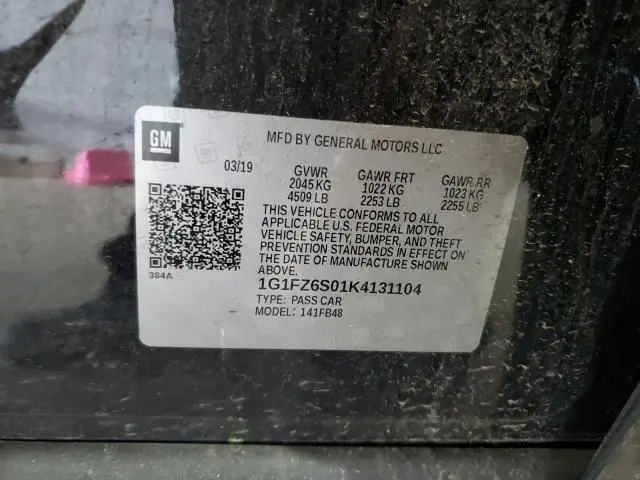 GM
MFD BY GENERAL MOTORS LLC
03/19 GVWR GAWR FRT GAWR RR
2045 KG 1022 KG 1023 KG
4509 LB 2253 LB 2255 LB
THIS VEHICLE CONFORMS TO ALL
APPLICABLE U.S. FEDERAL MOTOR
VEHICLE SAFETY, BUMPER, AND THEFT
PREVENTION STANDARDS IN EFFECT ON
THE DATE OF MANUFACTURE SHOWN
ABOVE.
384A
1G1FZ6S01K4131104
TYPE: PASS CAR
MODEL: 141FB48